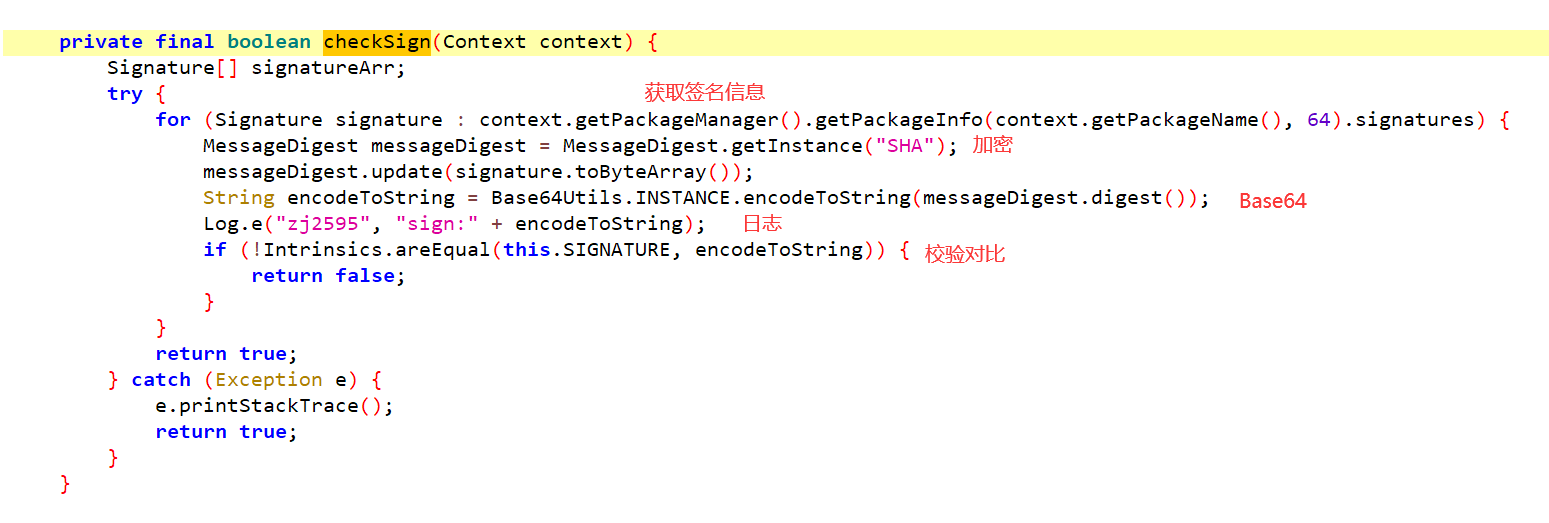 private final boolean checkSign(Context context) {
Signature[] signatureArr;
try {
获取签名信息
for (Signature signature : context.getPackageManager().getPackageInfo(context.getPackageName(), 64).signatures) {
MessageDigest messageDigest = MessageDigest.getInstance("SHA"); 加密
messageDigest.update(signature.toByteArray());
String encodeToString = Base64Utils.INSTANCE.encodeToString(messageDigest.digest()); Base64
Log.e("zj2595", "sign:" + encodeToString); 日志
if (!Intrinsics.areEqual(this.SIGNATURE, encodeToString)) { 校验对比
return false;
}
}
return true;
} catch (Exception e) {
e.printStackTrace();
return true;
}
}